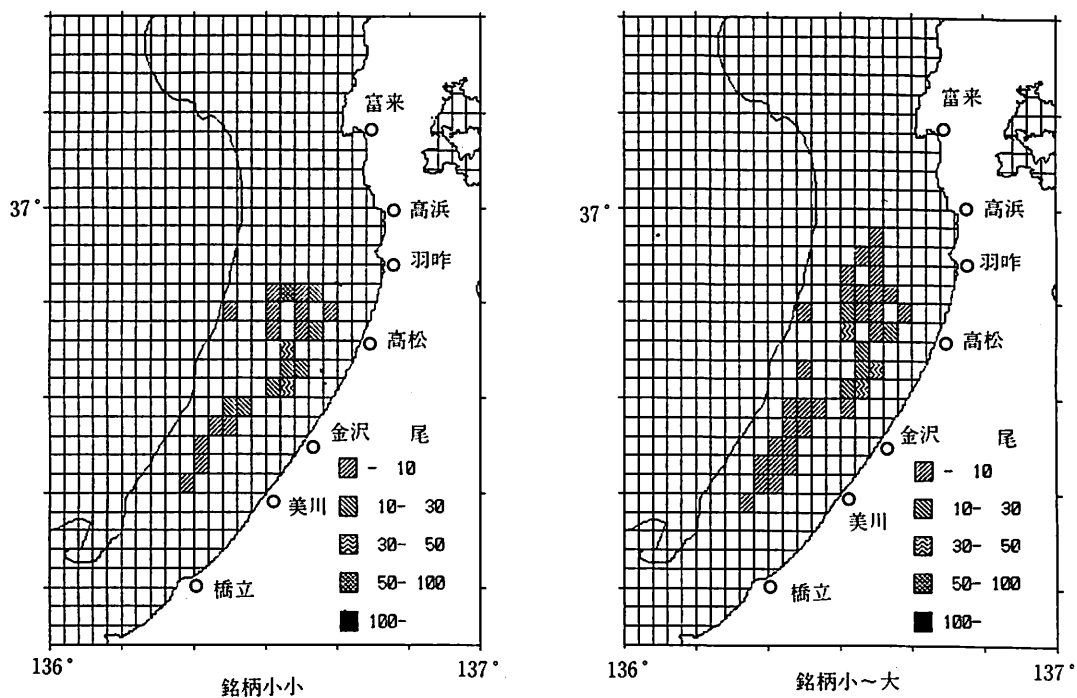 富来
37°
高浜
羽咋
高松
金沢 尾
- 10
美川
10- 30
30- 50
橋立
50- 100
100-
136° 137°
銘柄小小
富来
37°
高浜
羽咋
高松
金沢 尾
- 10
美川
10- 30
30- 50
橋立
50- 100
100-
136° 137°
銘柄小~大